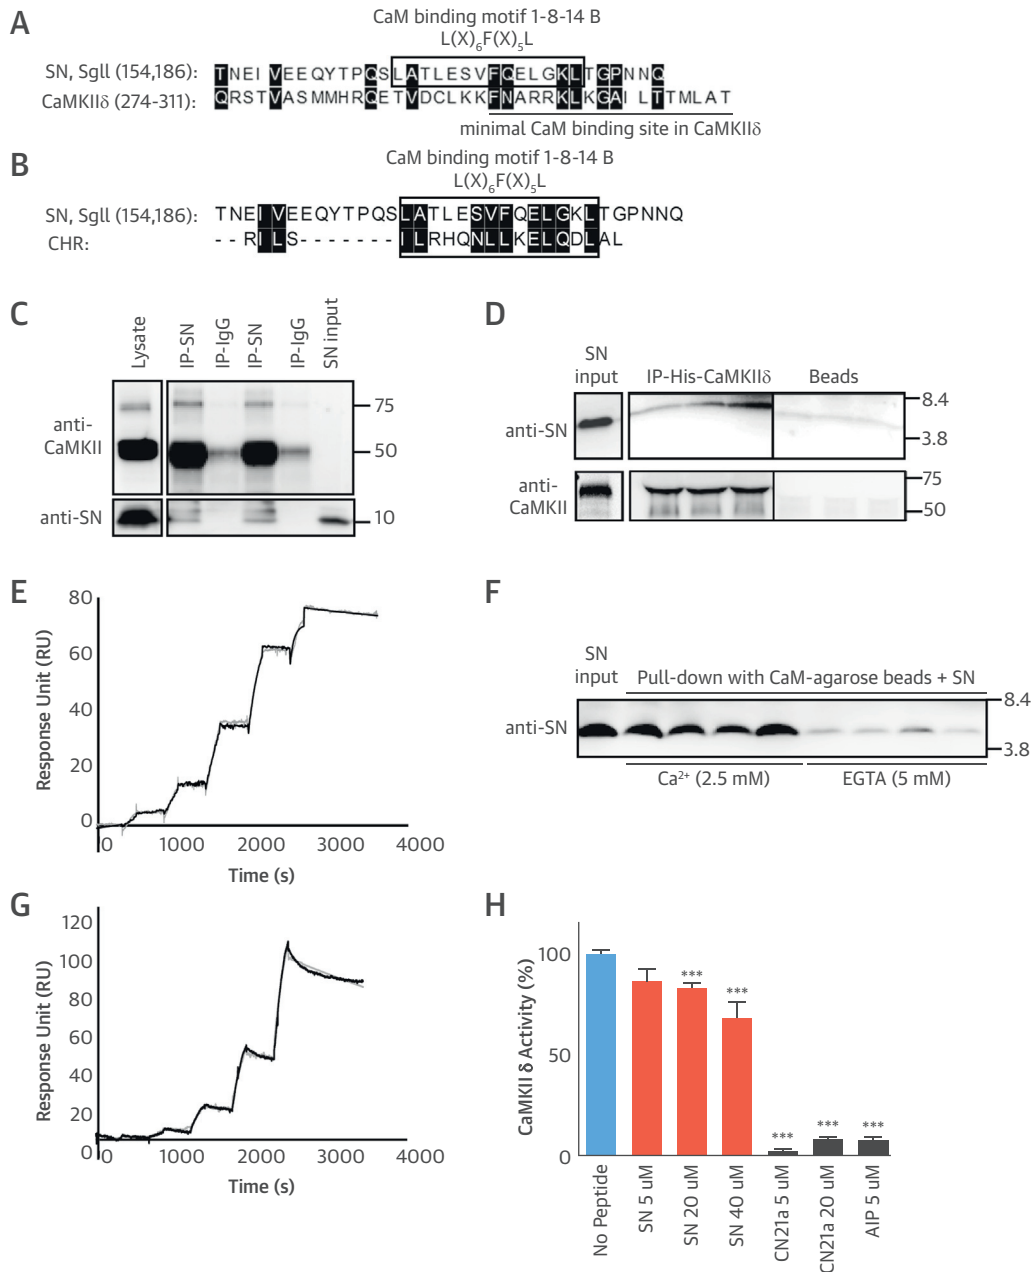 A
CaM binding motif 1-8-14 B
L(X)₆F(X)₅L
SN, SgII (154,186): TNEIVEEQYTPQSLATLESVFQELGKLTGPNNQ
CaMKIIδ (274-311): QRSTVASMMHRQETVDCLKKFNARRKLKGAILTTMLAT
minimal CaM binding site in CaMKIIδ
B
CaM binding motif 1-8-14 B
L(X)₆F(X)₅L
SN, SgII (154,186): TNEIVEEQYTPQSLATLESVFQELGKLTGPNNQ
CHR: --RILS-------ILRHQNLLKELQDLAL
C
Lysate
IP-SN
IP-IgG
IP-SN
IP-IgG
SN input
anti-CaMKII
75
50
anti-SN
10
D
SN input
IP-His-CaMKIIδ
Beads
anti-SN
8.4
3.8
anti-CaMKII
75
50
E
Response Unit (RU)
80
60
40
20
0
0 1000 2000 3000 4000
Time (s)
F
SN input
Pull-down with CaM-agarose beads + SN
anti-SN
8.4
3.8
Ca²⁺ (2.5 mM)
EGTA (5 mM)
G
Response Unit (RU)
120
100
80
60
40
20
0
0 1000 2000 3000 4000
Time (s)
H
CaMKII δ Activity (%)
100
50
0
***
***
***
***
***
No Peptide
SN 5 uM
SN 20 uM
SN 40 uM
CN21a 5 uM
CN21a 20 uM
AIP 5 uM